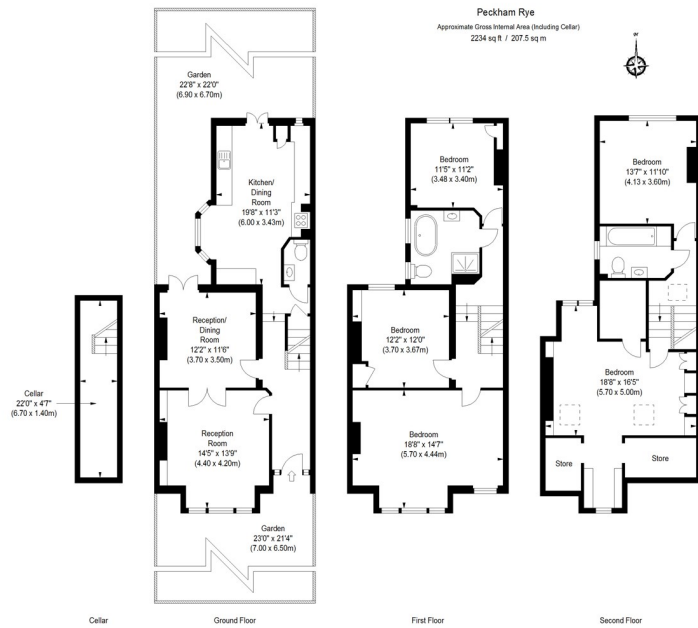 Peckham Rye
Approximate Gross Internal Area (Including Cellar)
2234 sq ft / 207.5 sq m
Garden
22'8" x 22'0"
(6.90 x 6.70m)
Kitchen/
Dining
Room
19'8" x 11'3"
(6.00 x 3.43m)
Reception/
Dining
Room
12'2" x 11'6"
(3.70 x 3.50m)
Reception
Room
14'5" x 13'9"
(4.40 x 4.20m)
Garden
23'0" x 21'4"
(7.00 x 6.50m)
Cellar
22'0" x 4'7"
(6.70 x 1.40m)
Bedroom
11'5" x 11'2"
(3.48 x 3.40m)
Bedroom
12'2" x 12'0"
(3.70 x 3.67m)
Bedroom
18'8" x 14'7"
(5.70 x 4.44m)
Bedroom
13'7" x 11'10"
(4.13 x 3.60m)
Bedroom
18'8" x 16'5"
(5.70 x 5.00m)
Store
Store
Cellar
Ground Floor
First Floor
Second Floor